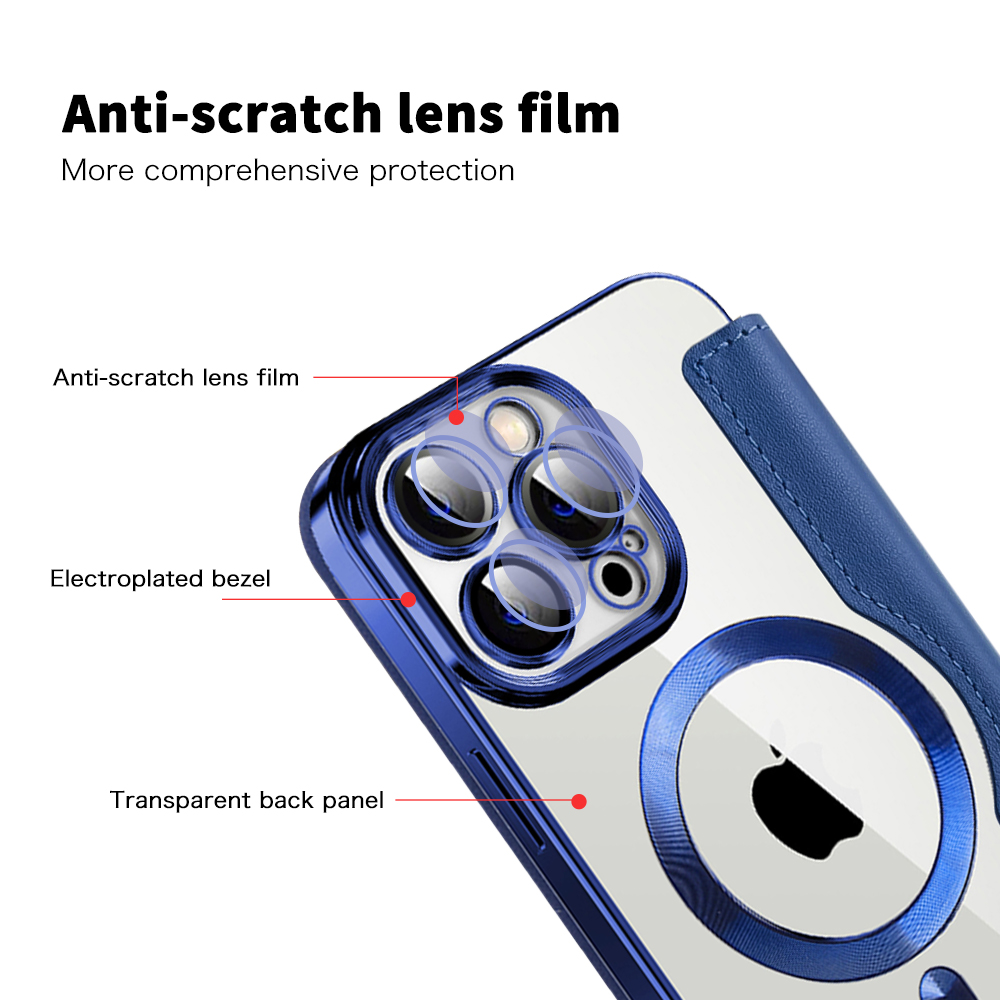 Anti-scratch lens film
More comprehensive protection
Anti-scratch lens film
Electroplated bezel
Transparent back panel